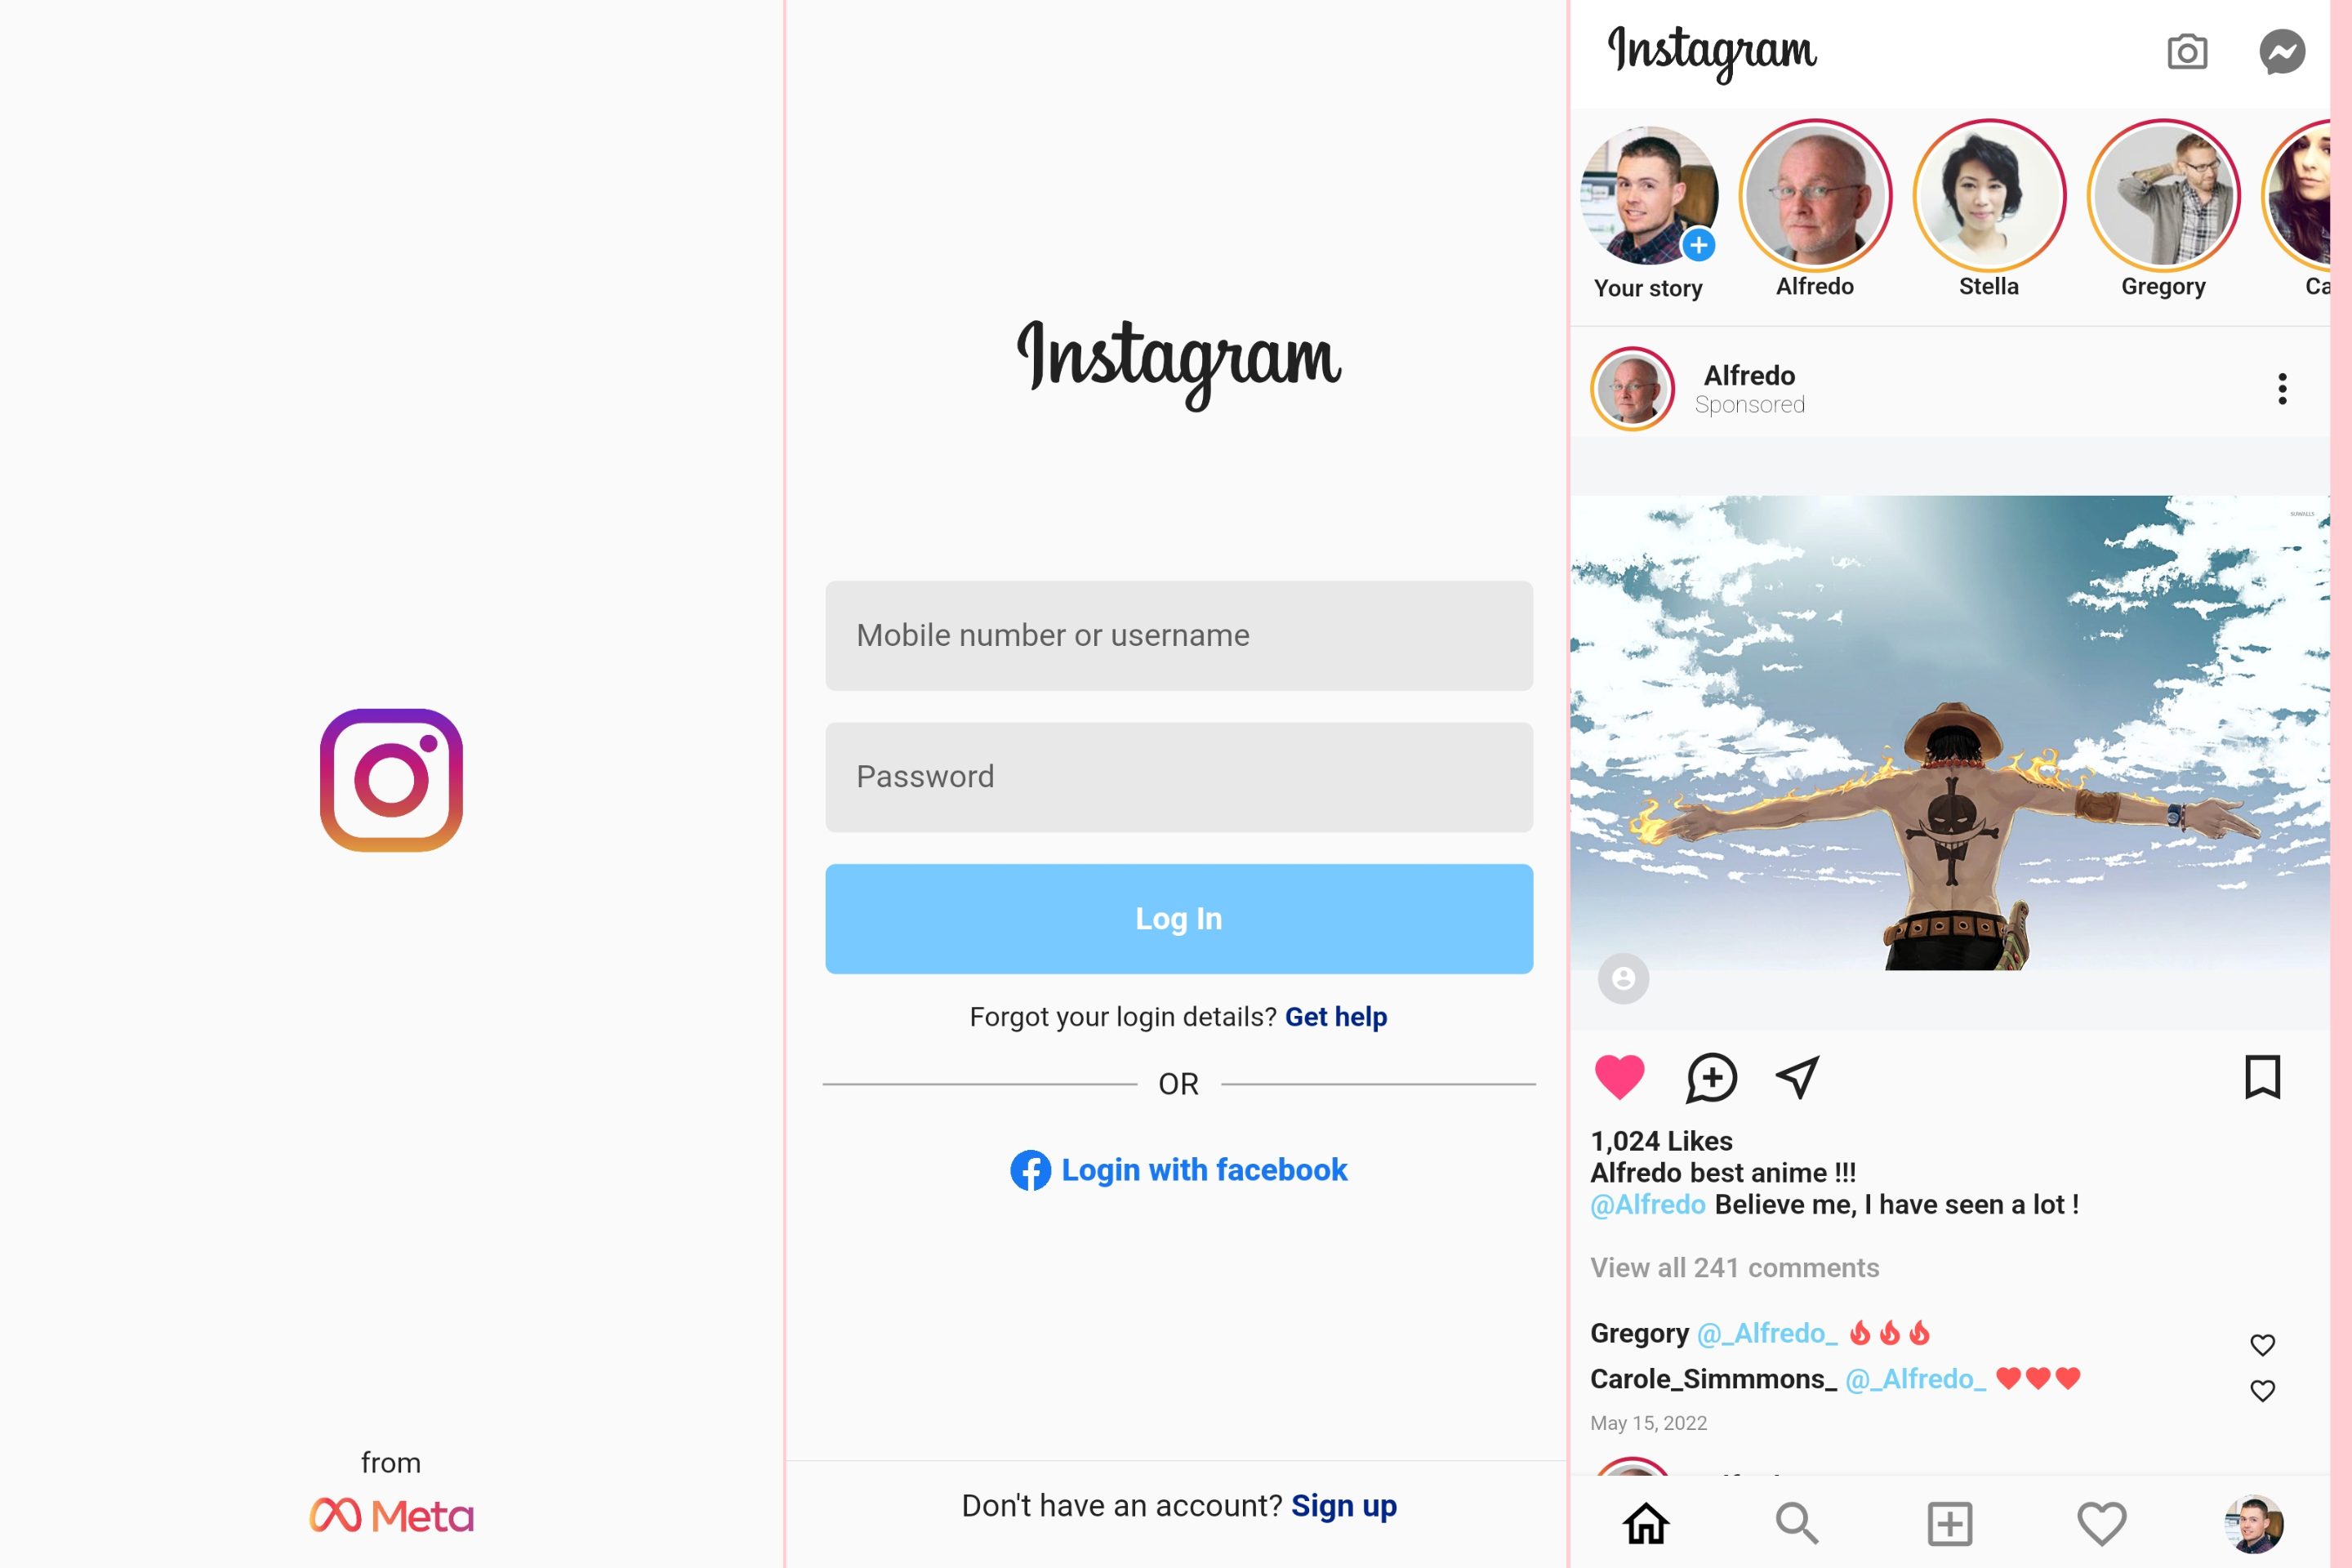 from
Meta
Instagram
Mobile number or username
Password
Log In
Forgot your login details? Get help
OR
Login with facebook
Don't have an account? Sign up
Instagram
Your story
Alfredo
Stella
Gregory
Ca
Alfredo
Sponsored
SUWALLS
1,024 Likes
Alfredo best anime !!!
@Alfredo Believe me, I have seen a lot !
View all 241 comments
Gregory @_Alfredo_ 🔥🔥🔥
Carole_Simmmons_ @_Alfredo_ ❤️❤️❤️
May 15, 2022